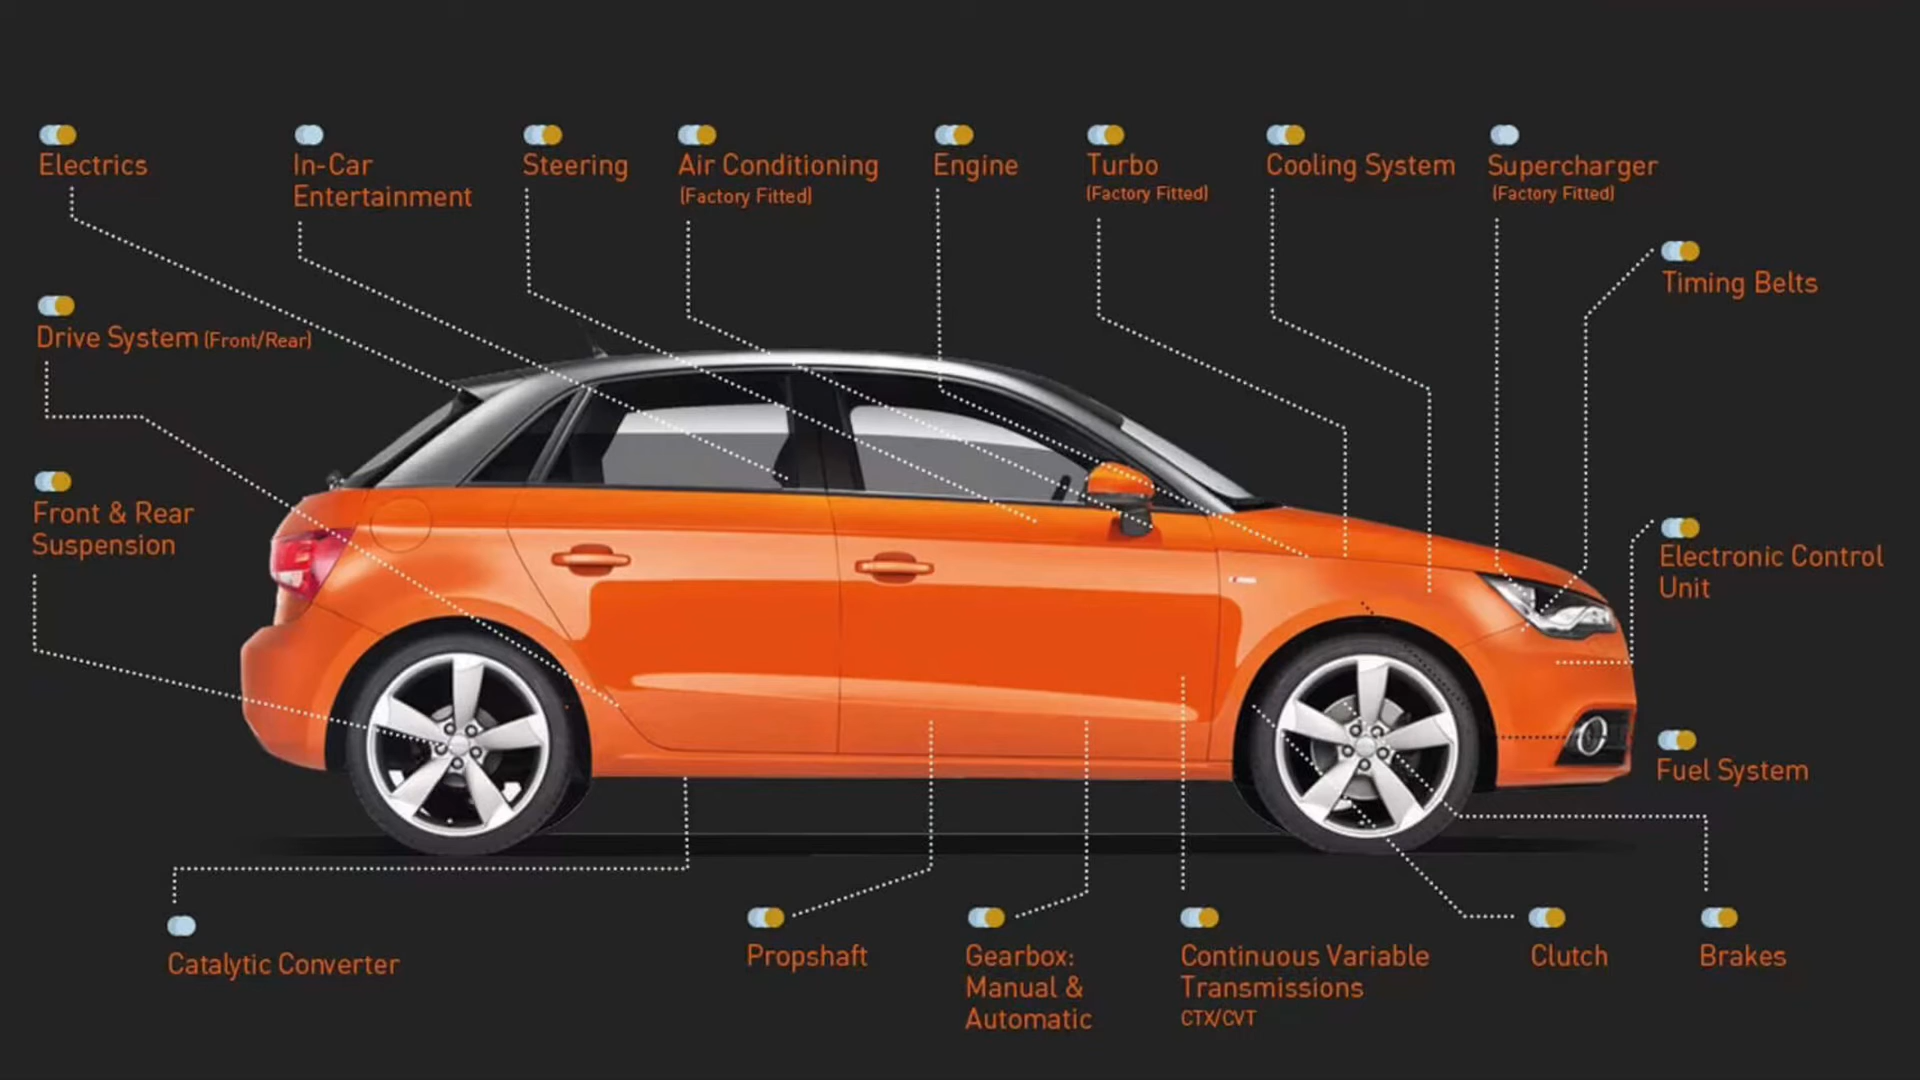 Electrics
In-Car
Entertainment
Steering
Air Conditioning
(Factory Fitted)
Engine
Turbo
(Factory Fitted)
Cooling System
Supercharger
(Factory Fitted)
Timing Belts
Drive System (Front/Rear)
Front & Rear
Suspension
Electronic Control
Unit
Fuel System
Catalytic Converter
Propshaft
Gearbox:
Manual &
Automatic
Continuous Variable
Transmissions
CTX/CVT
Clutch
Brakes